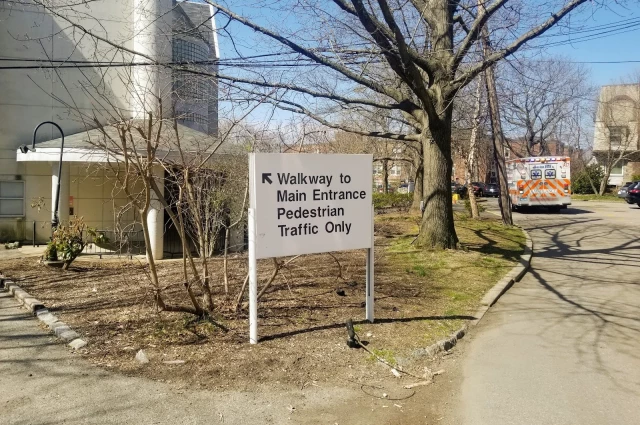 ↖ Walkway to
Main Entrance
Pedestrian
Traffic Only